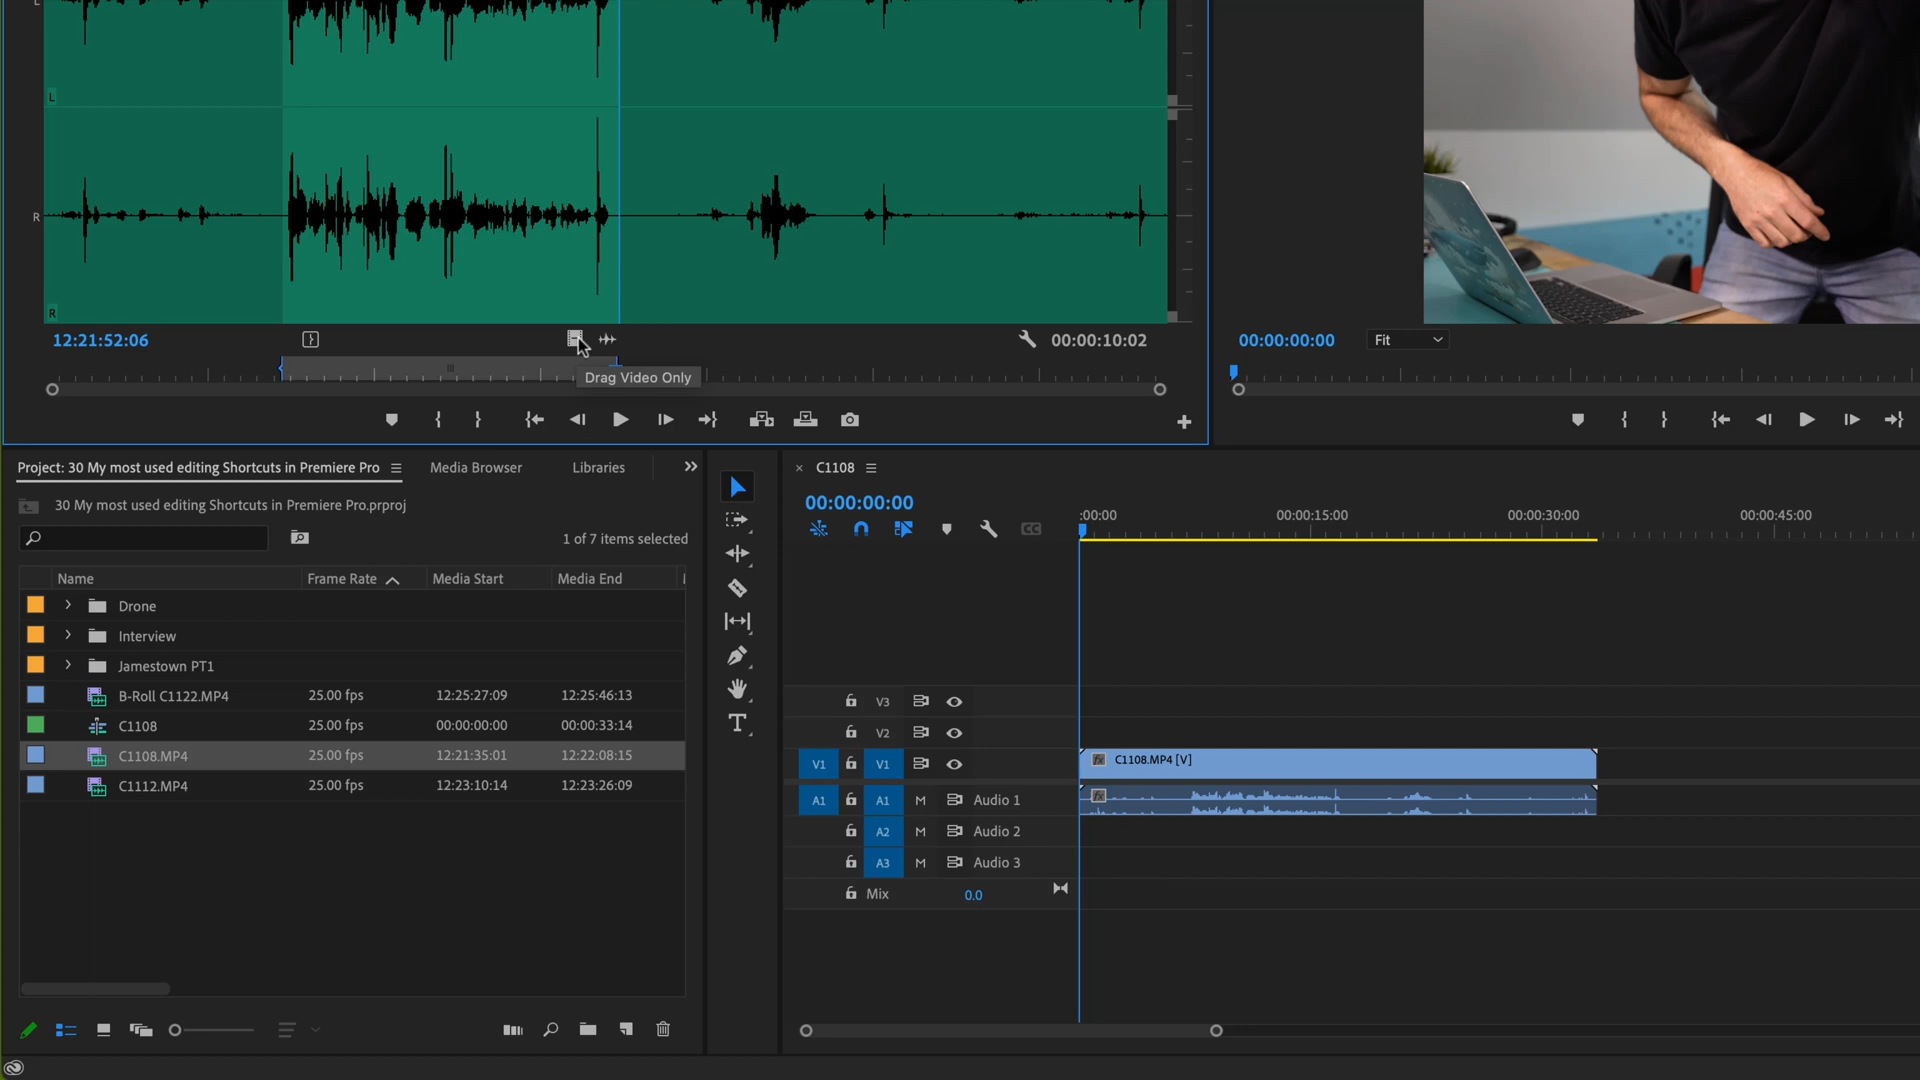 L
L
R
R
12:21:52:06
00:00:10:02
00:00:00:00
Fit
Drag Video Only
Project: 30 My most used editing Shortcuts in Premiere Pro
Media Browser
Libraries
C1108
30 My most used editing Shortcuts in Premiere Pro.prproj
00:00:00:00
1 of 7 items selected
:00:00
00:00:15:00
00:00:30:00
00:00:45:00
CC
Name Frame Rate Media Start Media End
Drone
Interview
Jamestown PT1
B-Roll C1122.MP4 25.00 fps 12:25:27:09 12:25:46:13
C1108 25.00 fps 00:00:00:00 00:00:33:14
C1108.MP4 25.00 fps 12:21:35:01 12:22:08:15
C1112.MP4 25.00 fps 12:23:10:14 12:23:26:09
T
V3
V2
V1 V1
fx C1108.MP4 [V]
A1 A1 M Audio 1
fx
A2 M Audio 2
A3 M Audio 3
Mix 0.0